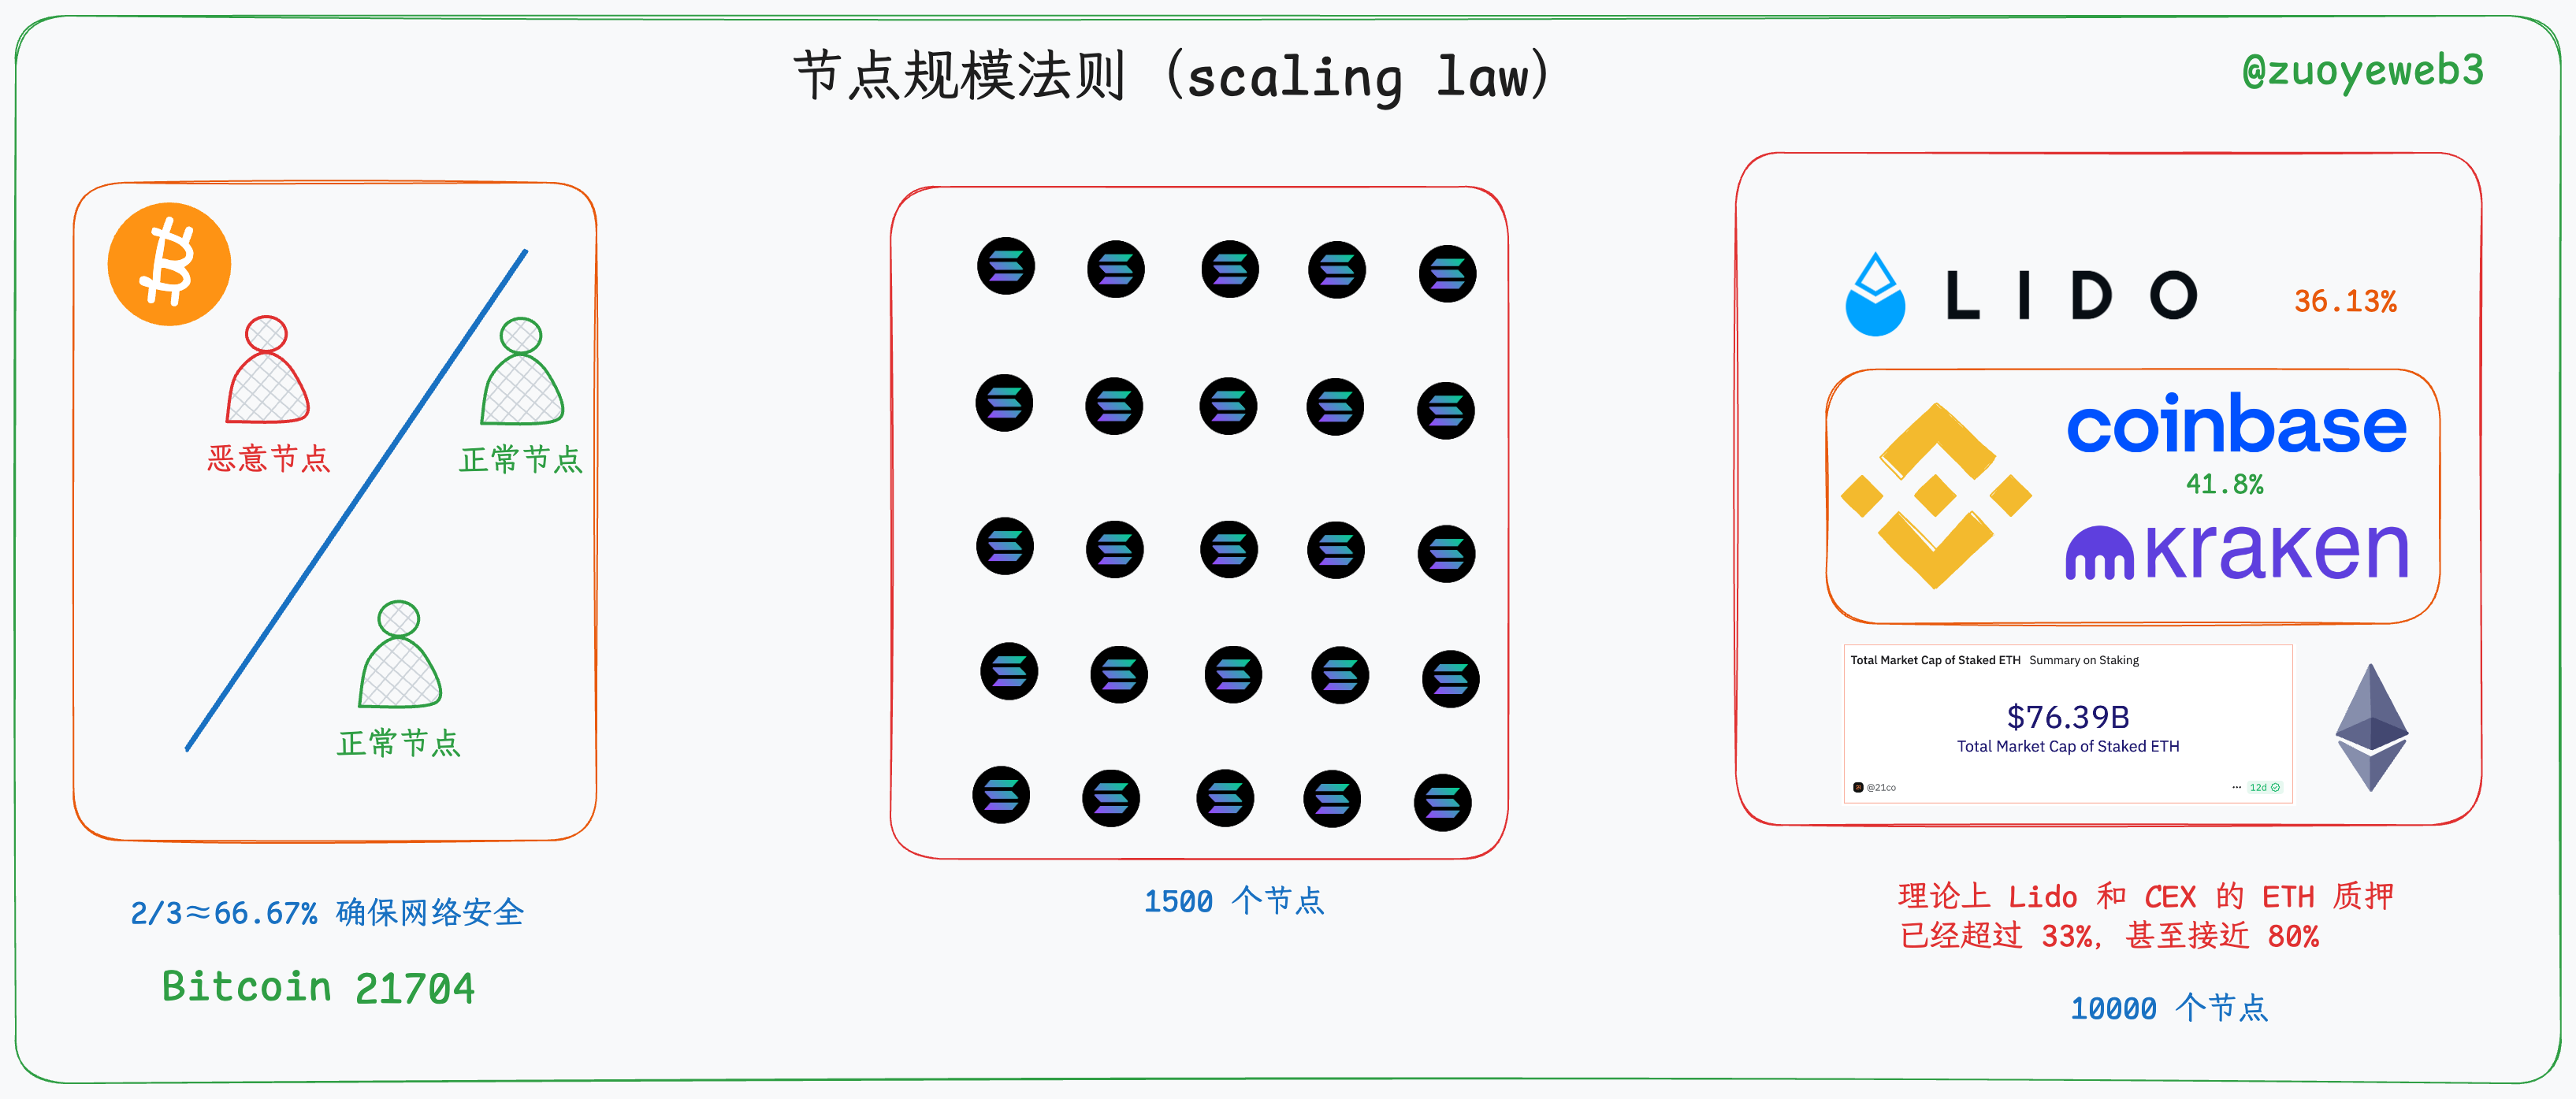 节点规模法则（scaling law）
@zuoyeweb3
恶意节点
正常节点
正常节点
2/3≈66.67% 确保网络安全
Bitcoin 21704
1500 个节点
LIDO
36.13%
coinbase
41.8%
kraken
Total Market Cap of Staked ETH Summary on Staking
$76.39B
Total Market Cap of Staked ETH
@21co
12d
理论上 Lido 和 CEX 的 ETH 质押
已经超过 33%，甚至接近 80%
10000 个节点